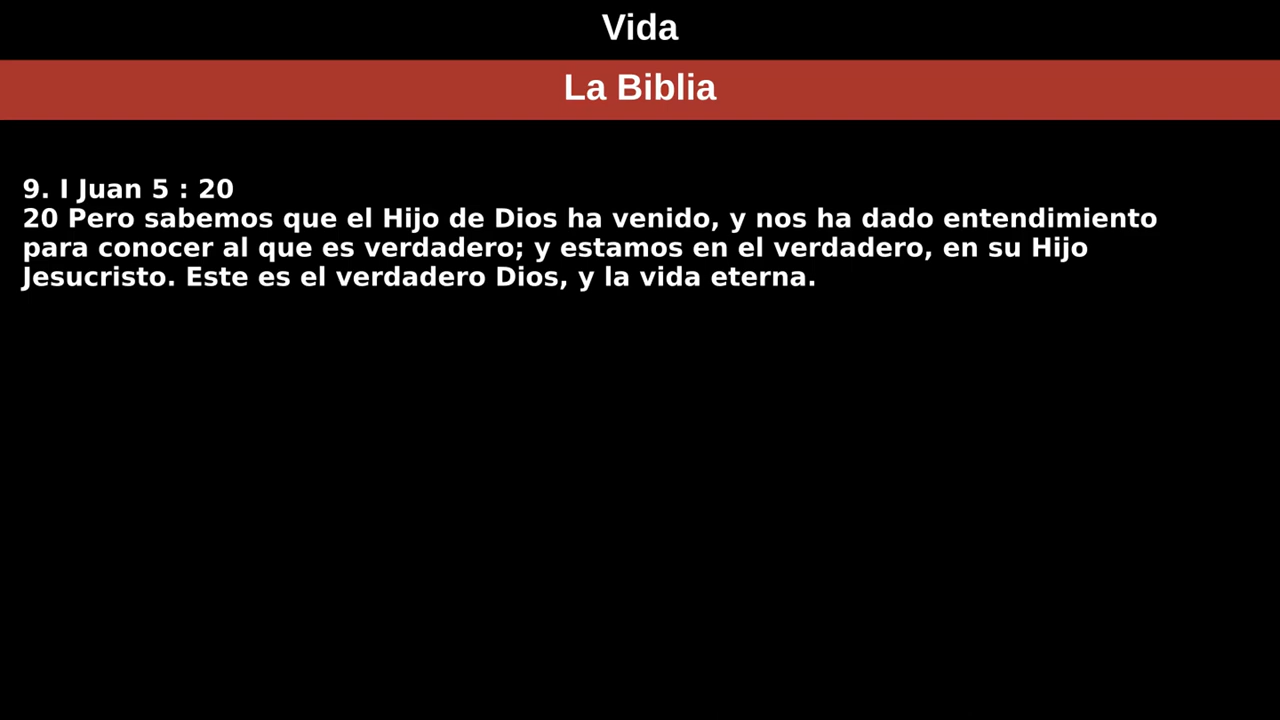 Vida
La Biblia
9. I Juan 5 : 20
20 Pero sabemos que el Hijo de Dios ha venido, y nos ha dado entendimiento
para conocer al que es verdadero; y estamos en el verdadero, en su Hijo
Jesucristo. Este es el verdadero Dios, y la vida eterna.